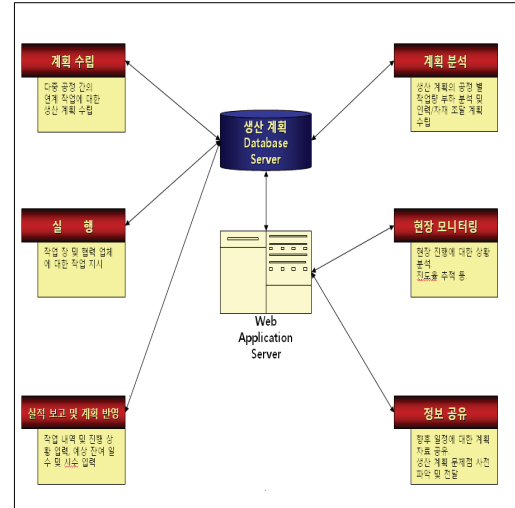 계획 수립
다중 공정 간의
연계 작업에 대한
생산 계획 수립
계획 분석
생산 계획의 공정 별
작업량 부하 분석 및
인력/자재 조달 계획
수립
생산 계획
Database
Server
실 행
작업 장 및 협력 업체
에 대한 작업 지시
현장 모니터링
현장 진행에 대한 상황
분석
진도율 추적 등
Web
Application
Server
실적 보고 및 계획 반영
작업 내역 및 진행 상
황 입력, 예상 잔여 일
수 및 시수 입력
정보 공유
향후 일정에 대한 계획
자료 공유
생산 계획 문제점 사전
파악 및 전달